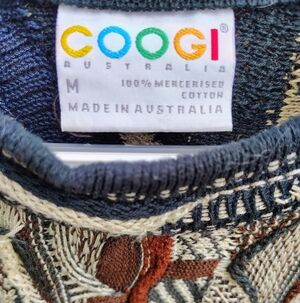 COOGI®
AUSTRALIA
M 100% MERCERISED
COTTON
MADE IN AUSTRALIA